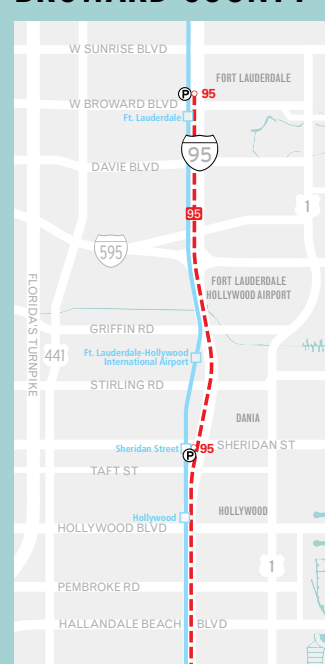 BROWARD COUNTY
W SUNRISE BLVD
FORT LAUDERDALE
P 95
W BROWARD BLVD
Ft. Lauderdale
95
DAVIE BLVD
1
95
595
FORT LAUDERDALE
HOLLYWOOD AIRPORT
FLORIDA'S TURNPIKE
GRIFFIN RD
441
Ft. Lauderdale-Hollywood
International Airport
STIRLING RD
DANIA
Sheridan Street
P 95
SHERIDAN ST
TAFT ST
Hollywood
HOLLYWOOD
HOLLYWOOD BLVD
1
PEMBROKE RD
HALLANDALE BEACH BLVD